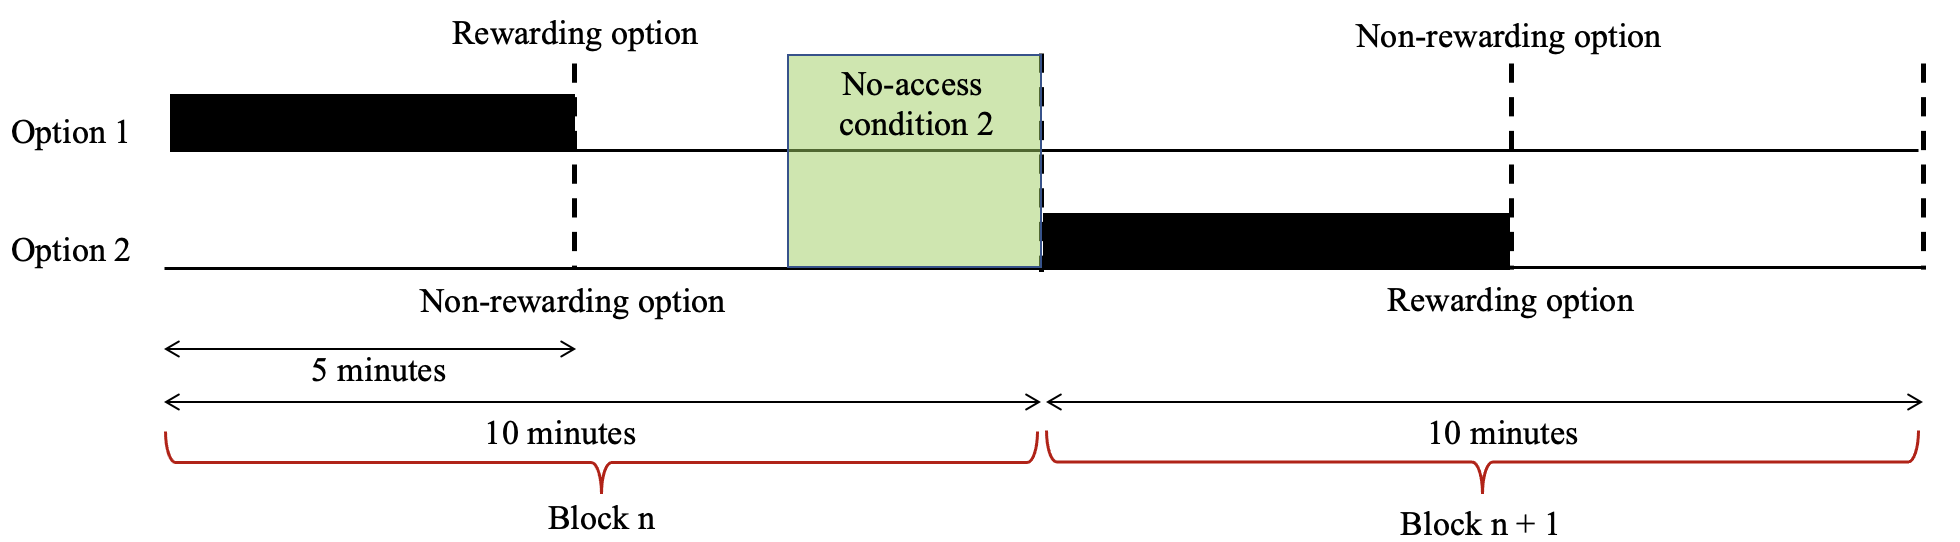 Rewarding option
Non-rewarding option
No-access
condition 2
Option 1
Option 2
Non-rewarding option
Rewarding option
5 minutes
10 minutes
10 minutes
Block n
Block n + 1